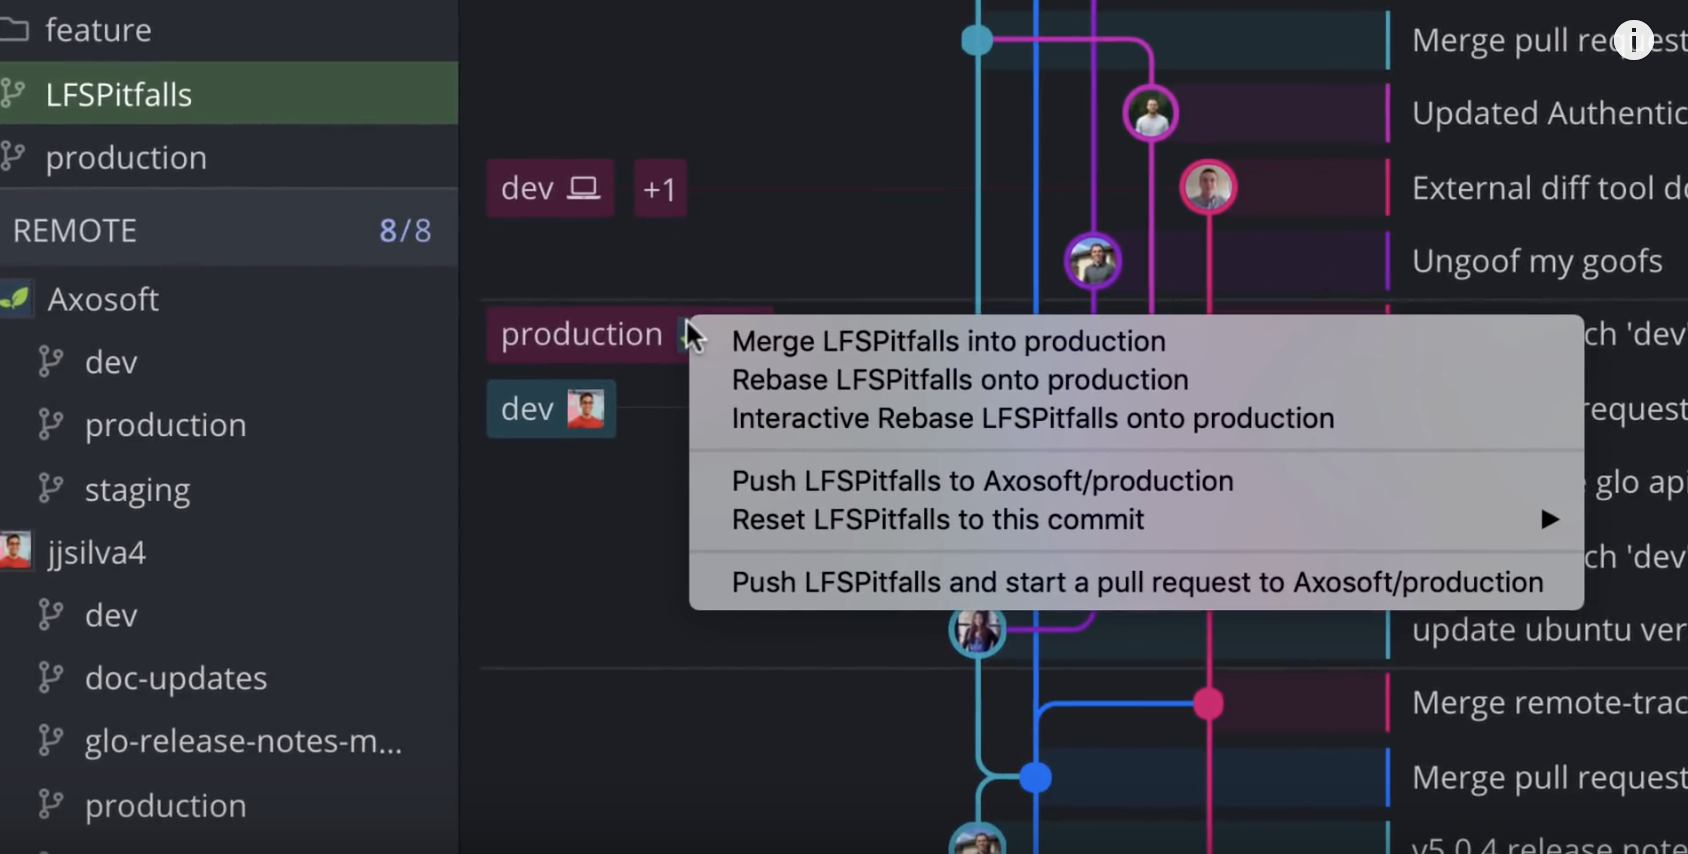 feature
LFSPitfalls
production
REMOTE 8/8
Axosoft
dev
production
staging
jjsilva4
dev
doc-updates
glo-release-notes-m...
production
dev +1
production
dev
Merge LFSPitfalls into production
Rebase LFSPitfalls onto production
Interactive Rebase LFSPitfalls onto production
Push LFSPitfalls to Axosoft/production
Reset LFSPitfalls to this commit
Push LFSPitfalls and start a pull request to Axosoft/production
Merge pull request
Updated Authentic
External diff tool do
Ungoof my goofs
ch 'dev'
request
glo api
ch 'dev'
update ubuntu ver
Merge remote-trac
Merge pull request
v5.0.4 release note